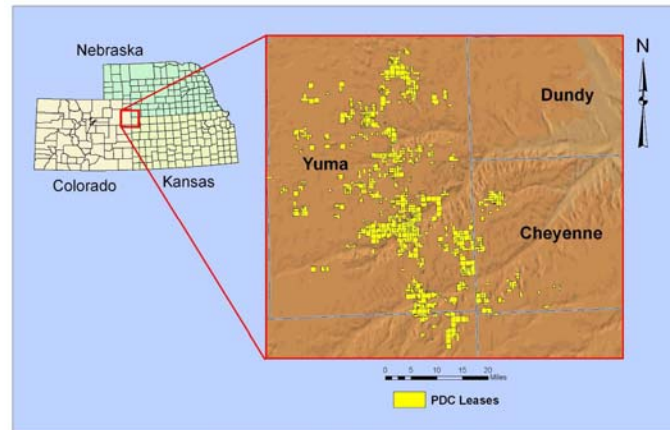 Nebraska
Colorado
Kansas
N
Dundy
Yuma
Cheyenne
0 5 10 15 20
Miles
PDC Leases